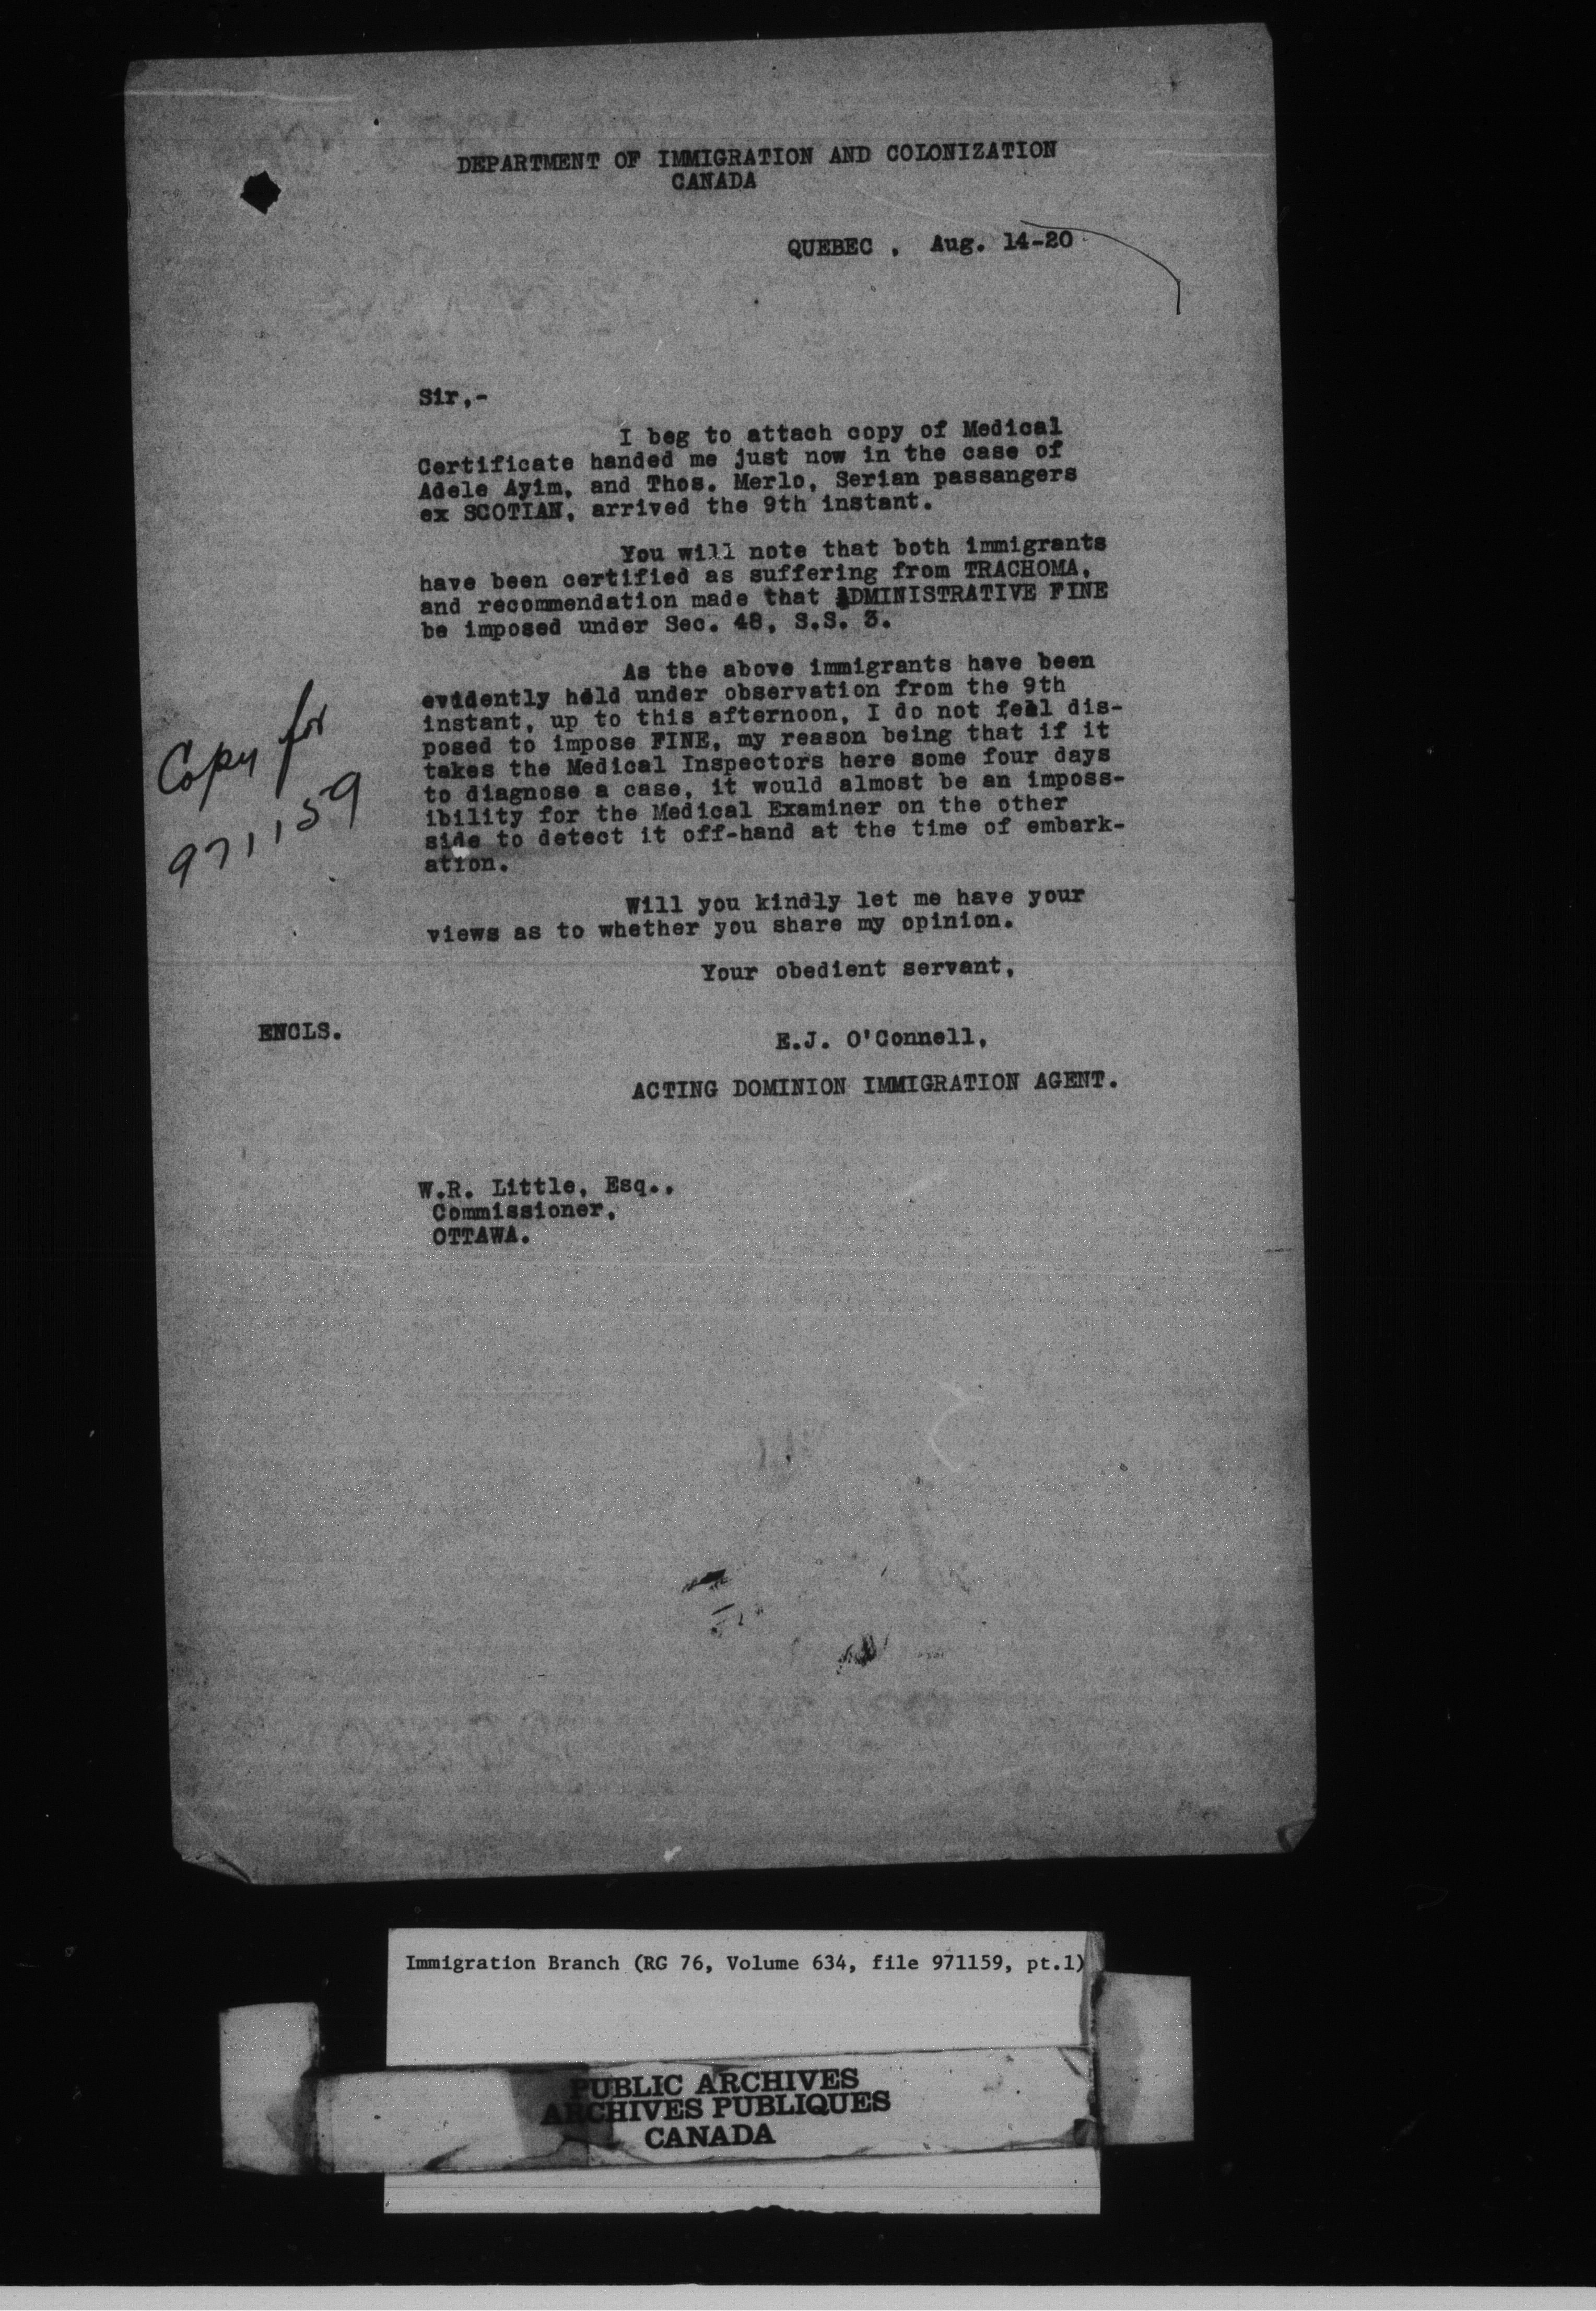 DEPARTMENT OF IMMIGRATION AND COLONIZATION
CANADA
QUEBEC , Aug. 14-20
Sir,-
I beg to attach copy of Medical
Certificate handed me just now in the case of
Adele Ayim, and Thos. Merlo, Serian passangers
ex SCOTIAN, arrived the 9th instant.
You will note that both immigrants
have been certified as suffering from TRACHOMA,
and recommendation made that ADMINISTRATIVE FINE
be imposed under Sec. 48, S.S. 3.
As the above immigrants have been
evidently held under observation from the 9th
instant, up to this afternoon, I do not feel dis-
posed to impose FINE, my reason being that if it
takes the Medical Inspectors here some four days
to diagnose a case, it would almost be an imposs-
ibility for the Medical Examiner on the other
side to detect it off-hand at the time of embark-
ation.
Copy for
971159
Will you kindly let me have your
views as to whether you share my opinion.
Your obedient servant,
ENCLS.
E.J. O'Connell,
ACTING DOMINION IMMIGRATION AGENT.
W.R. Little, Esq.,
Commissioner,
OTTAWA.
Immigration Branch (RG 76, Volume 634, file 971159, pt.1)
PUBLIC ARCHIVES
ARCHIVES PUBLIQUES
CANADA